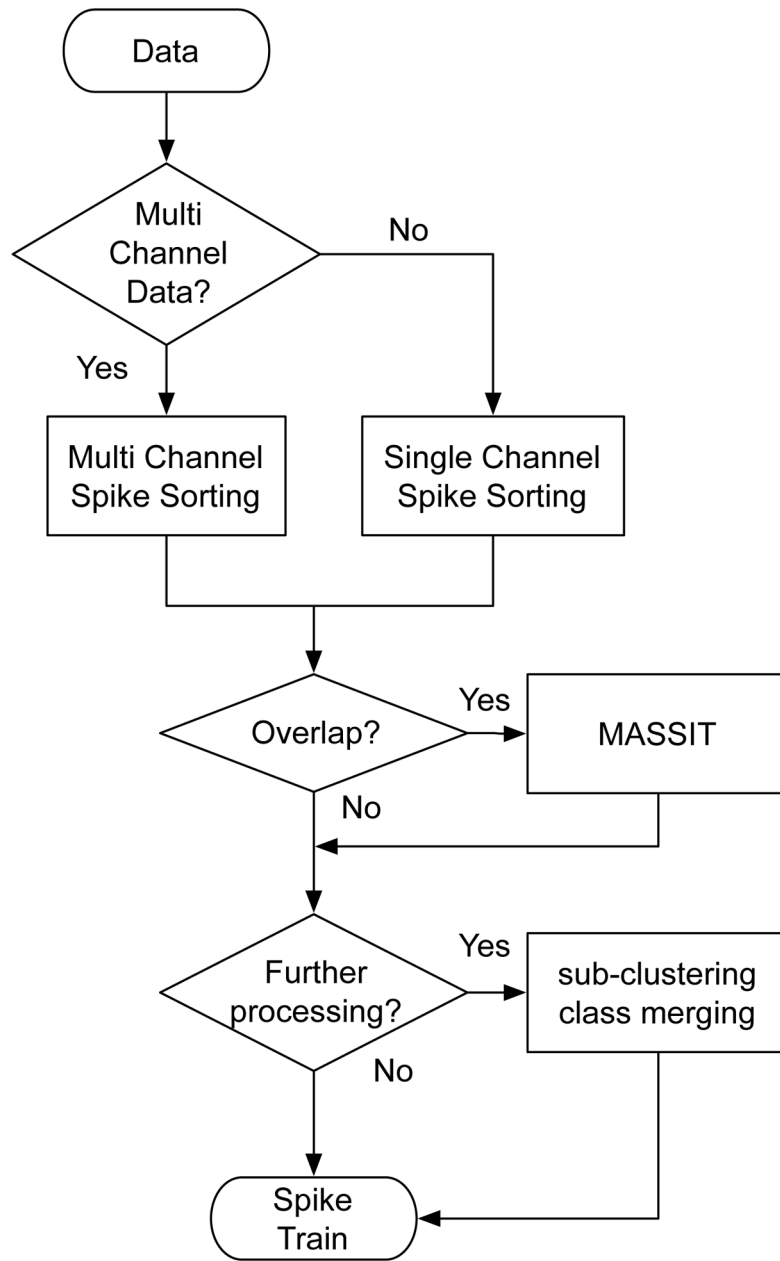 Data
Multi
Channel
Data?
No
Yes
Multi Channel
Spike Sorting
Single Channel
Spike Sorting
Overlap?
Yes
MASSIT
No
Further
processing?
Yes
sub-clustering
class merging
No
Spike
Train